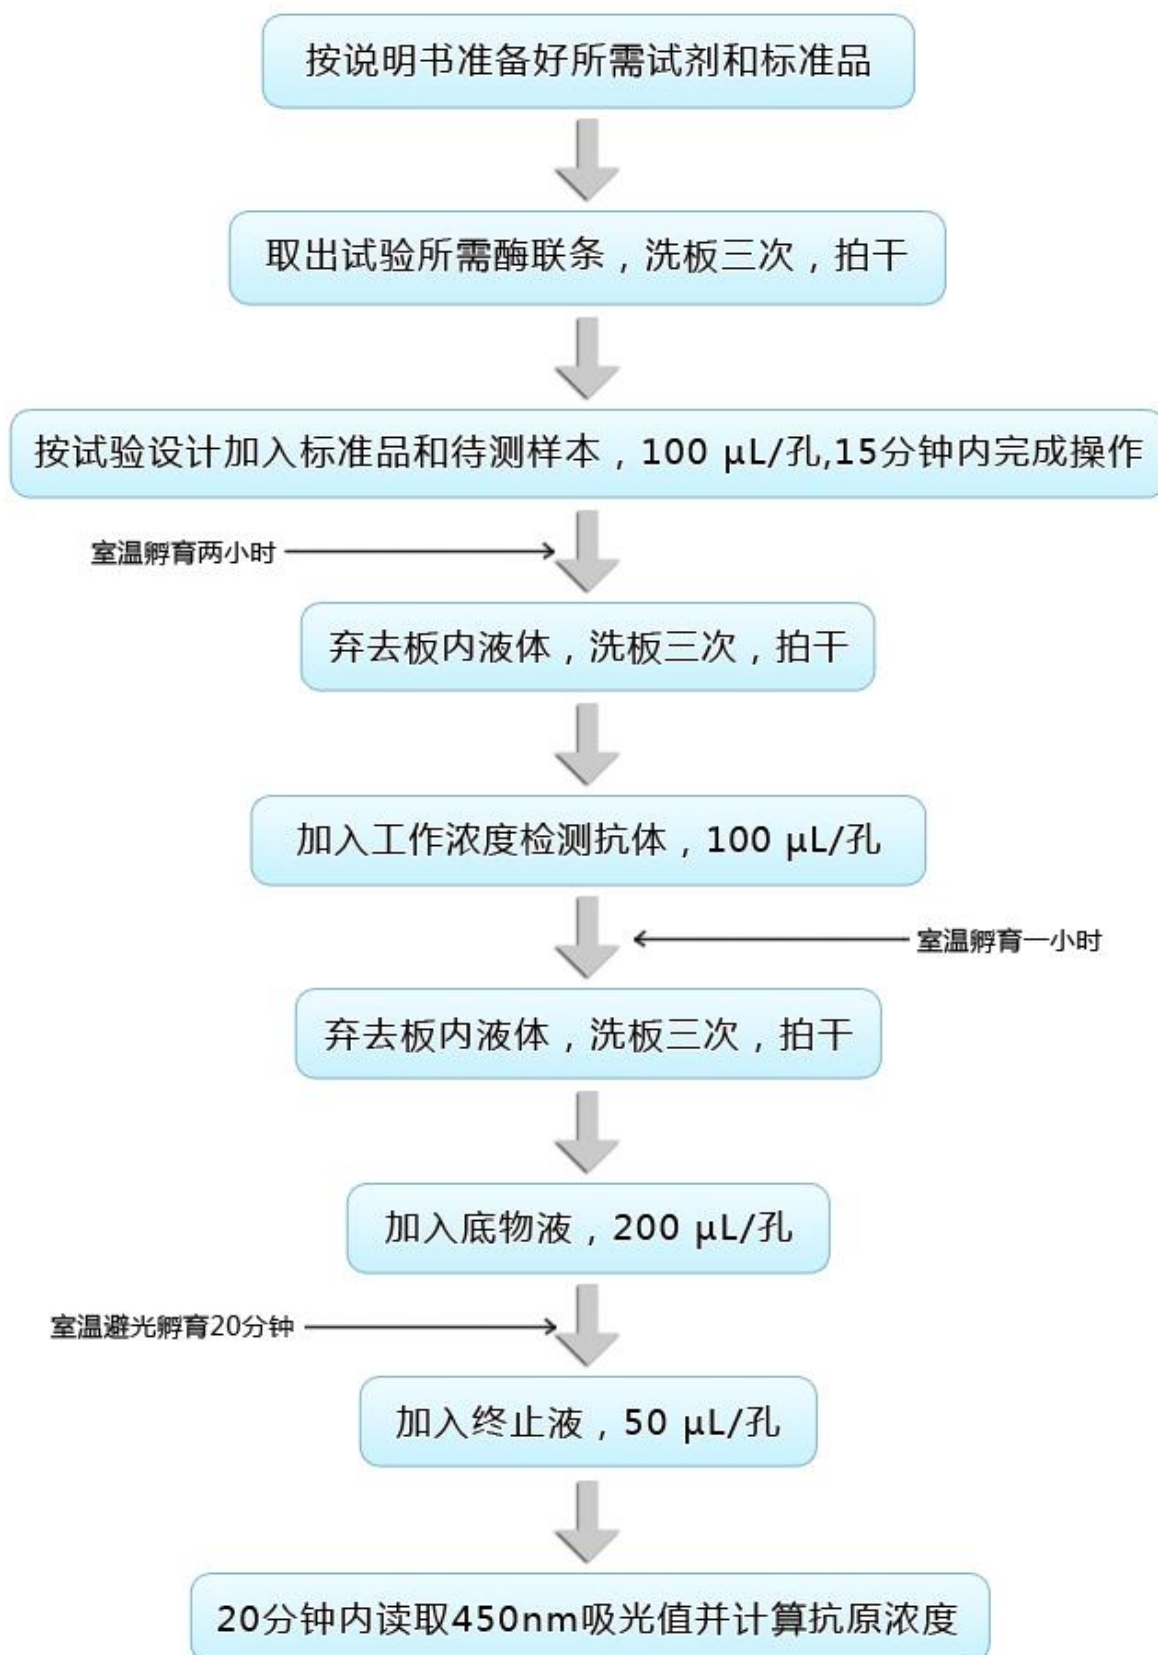 按说明书准备好所需试剂和标准品
取出试验所需酶联条，洗板三次，拍干
按试验设计加入标准品和待测样本，100 μL/孔,15分钟内完成操作
室温孵育两小时
弃去板内液体，洗板三次，拍干
加入工作浓度检测抗体，100 μL/孔
室温孵育一小时
弃去板内液体，洗板三次，拍干
加入底物液，200 μL/孔
室温避光孵育20分钟
加入终止液，50 μL/孔
20分钟内读取450nm吸光值并计算抗原浓度